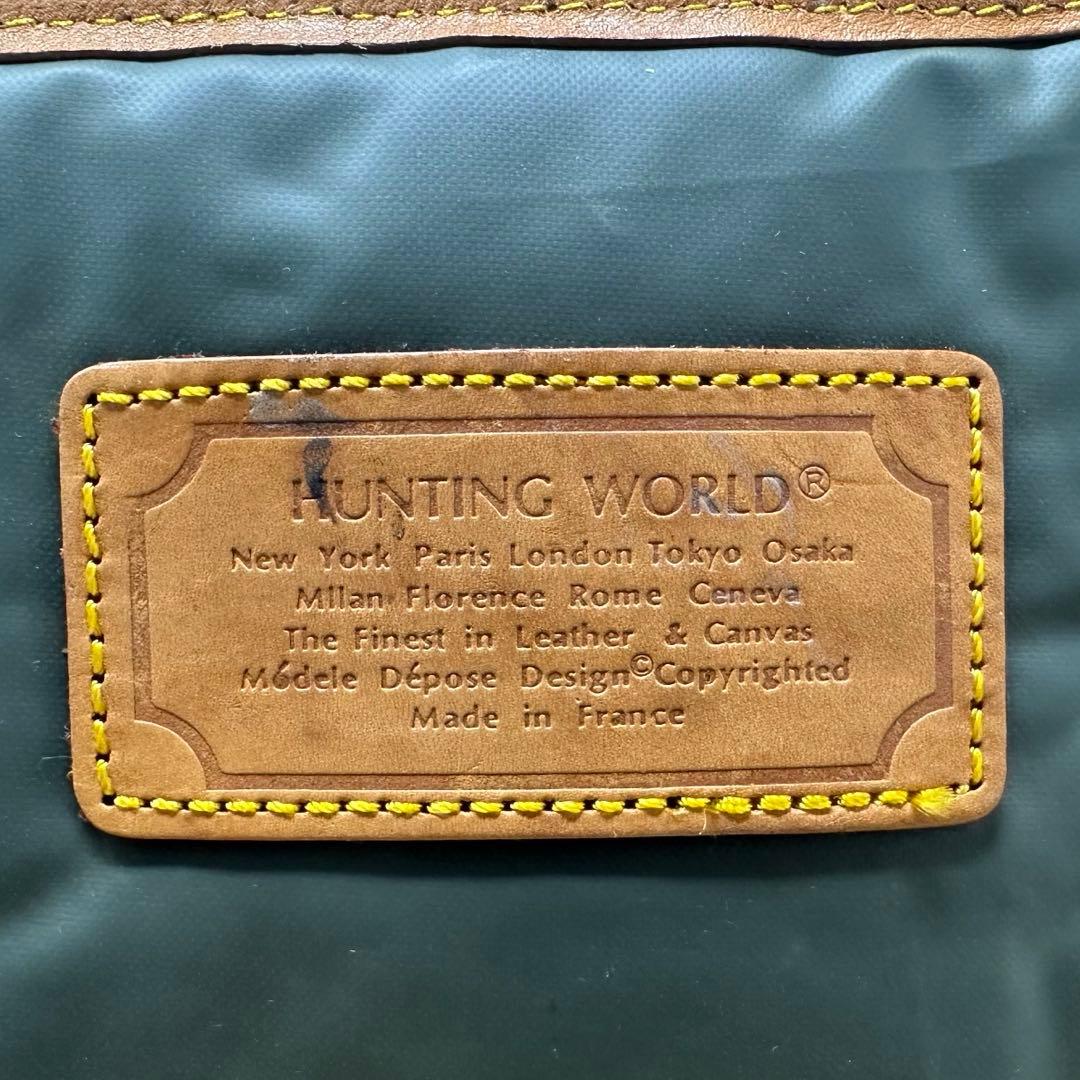 HUNTING WORLD®
New York Paris London Tokyo Osaka
Milan Florence Rome Geneva
The Finest in Leather & Canvas
Módele Dépose Design©Copyrighted
Made in France